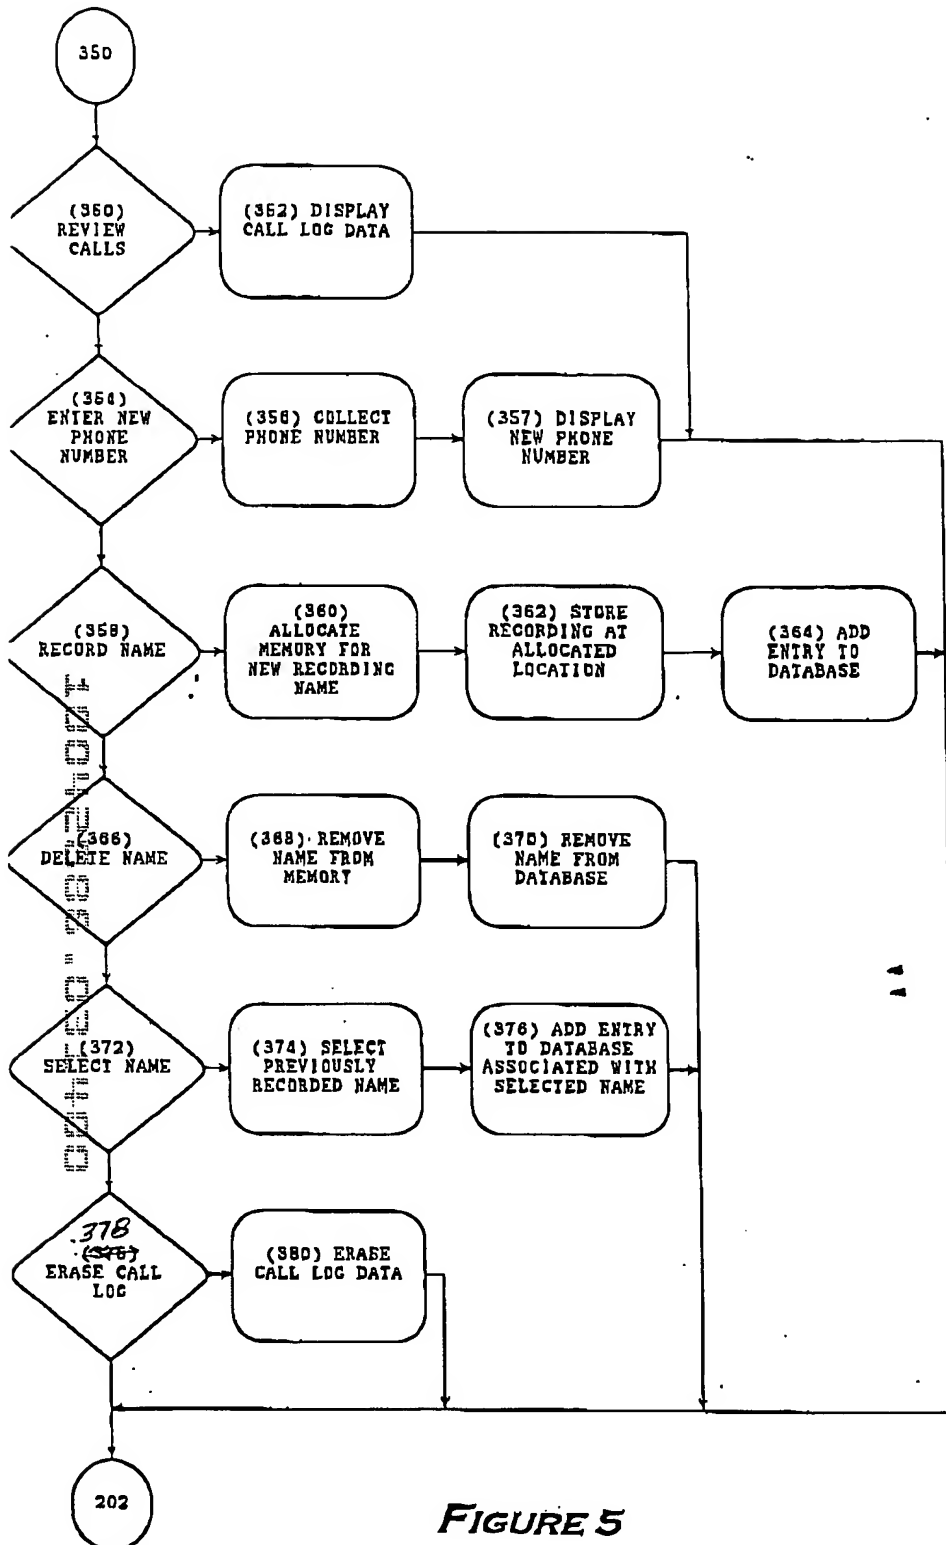 350
(350)
REVIEW
CALLS
(352) DISPLAY
CALL LOG DATA
(354)
ENTER NEW
PHONE
NUMBER
(356) COLLECT
PHONE NUMBER
(357) DISPLAY
NEW PHONE
NUMBER
(358)
RECORD NAME
(360)
ALLOCATE
MEMORY FOR
NEW RECORDING
NAME
(362) STORE
RECORDING AT
ALLOCATED
LOCATION
(364) ADD
ENTRY TO
DATABASE
(366)
DELETE NAME
(368) REMOVE
NAME FROM
MEMORY
(370) REMOVE
NAME FROM
DATABASE
(372)
SELECT NAME
(374) SELECT
PREVIOUSLY
RECORDED NAME
(376) ADD ENTRY
TO DATABASE
ASSOCIATED WITH
SELECTED NAME
378
(376)
ERASE CALL
LOG
(380) ERASE
CALL LOG DATA
202
FIGURE 5